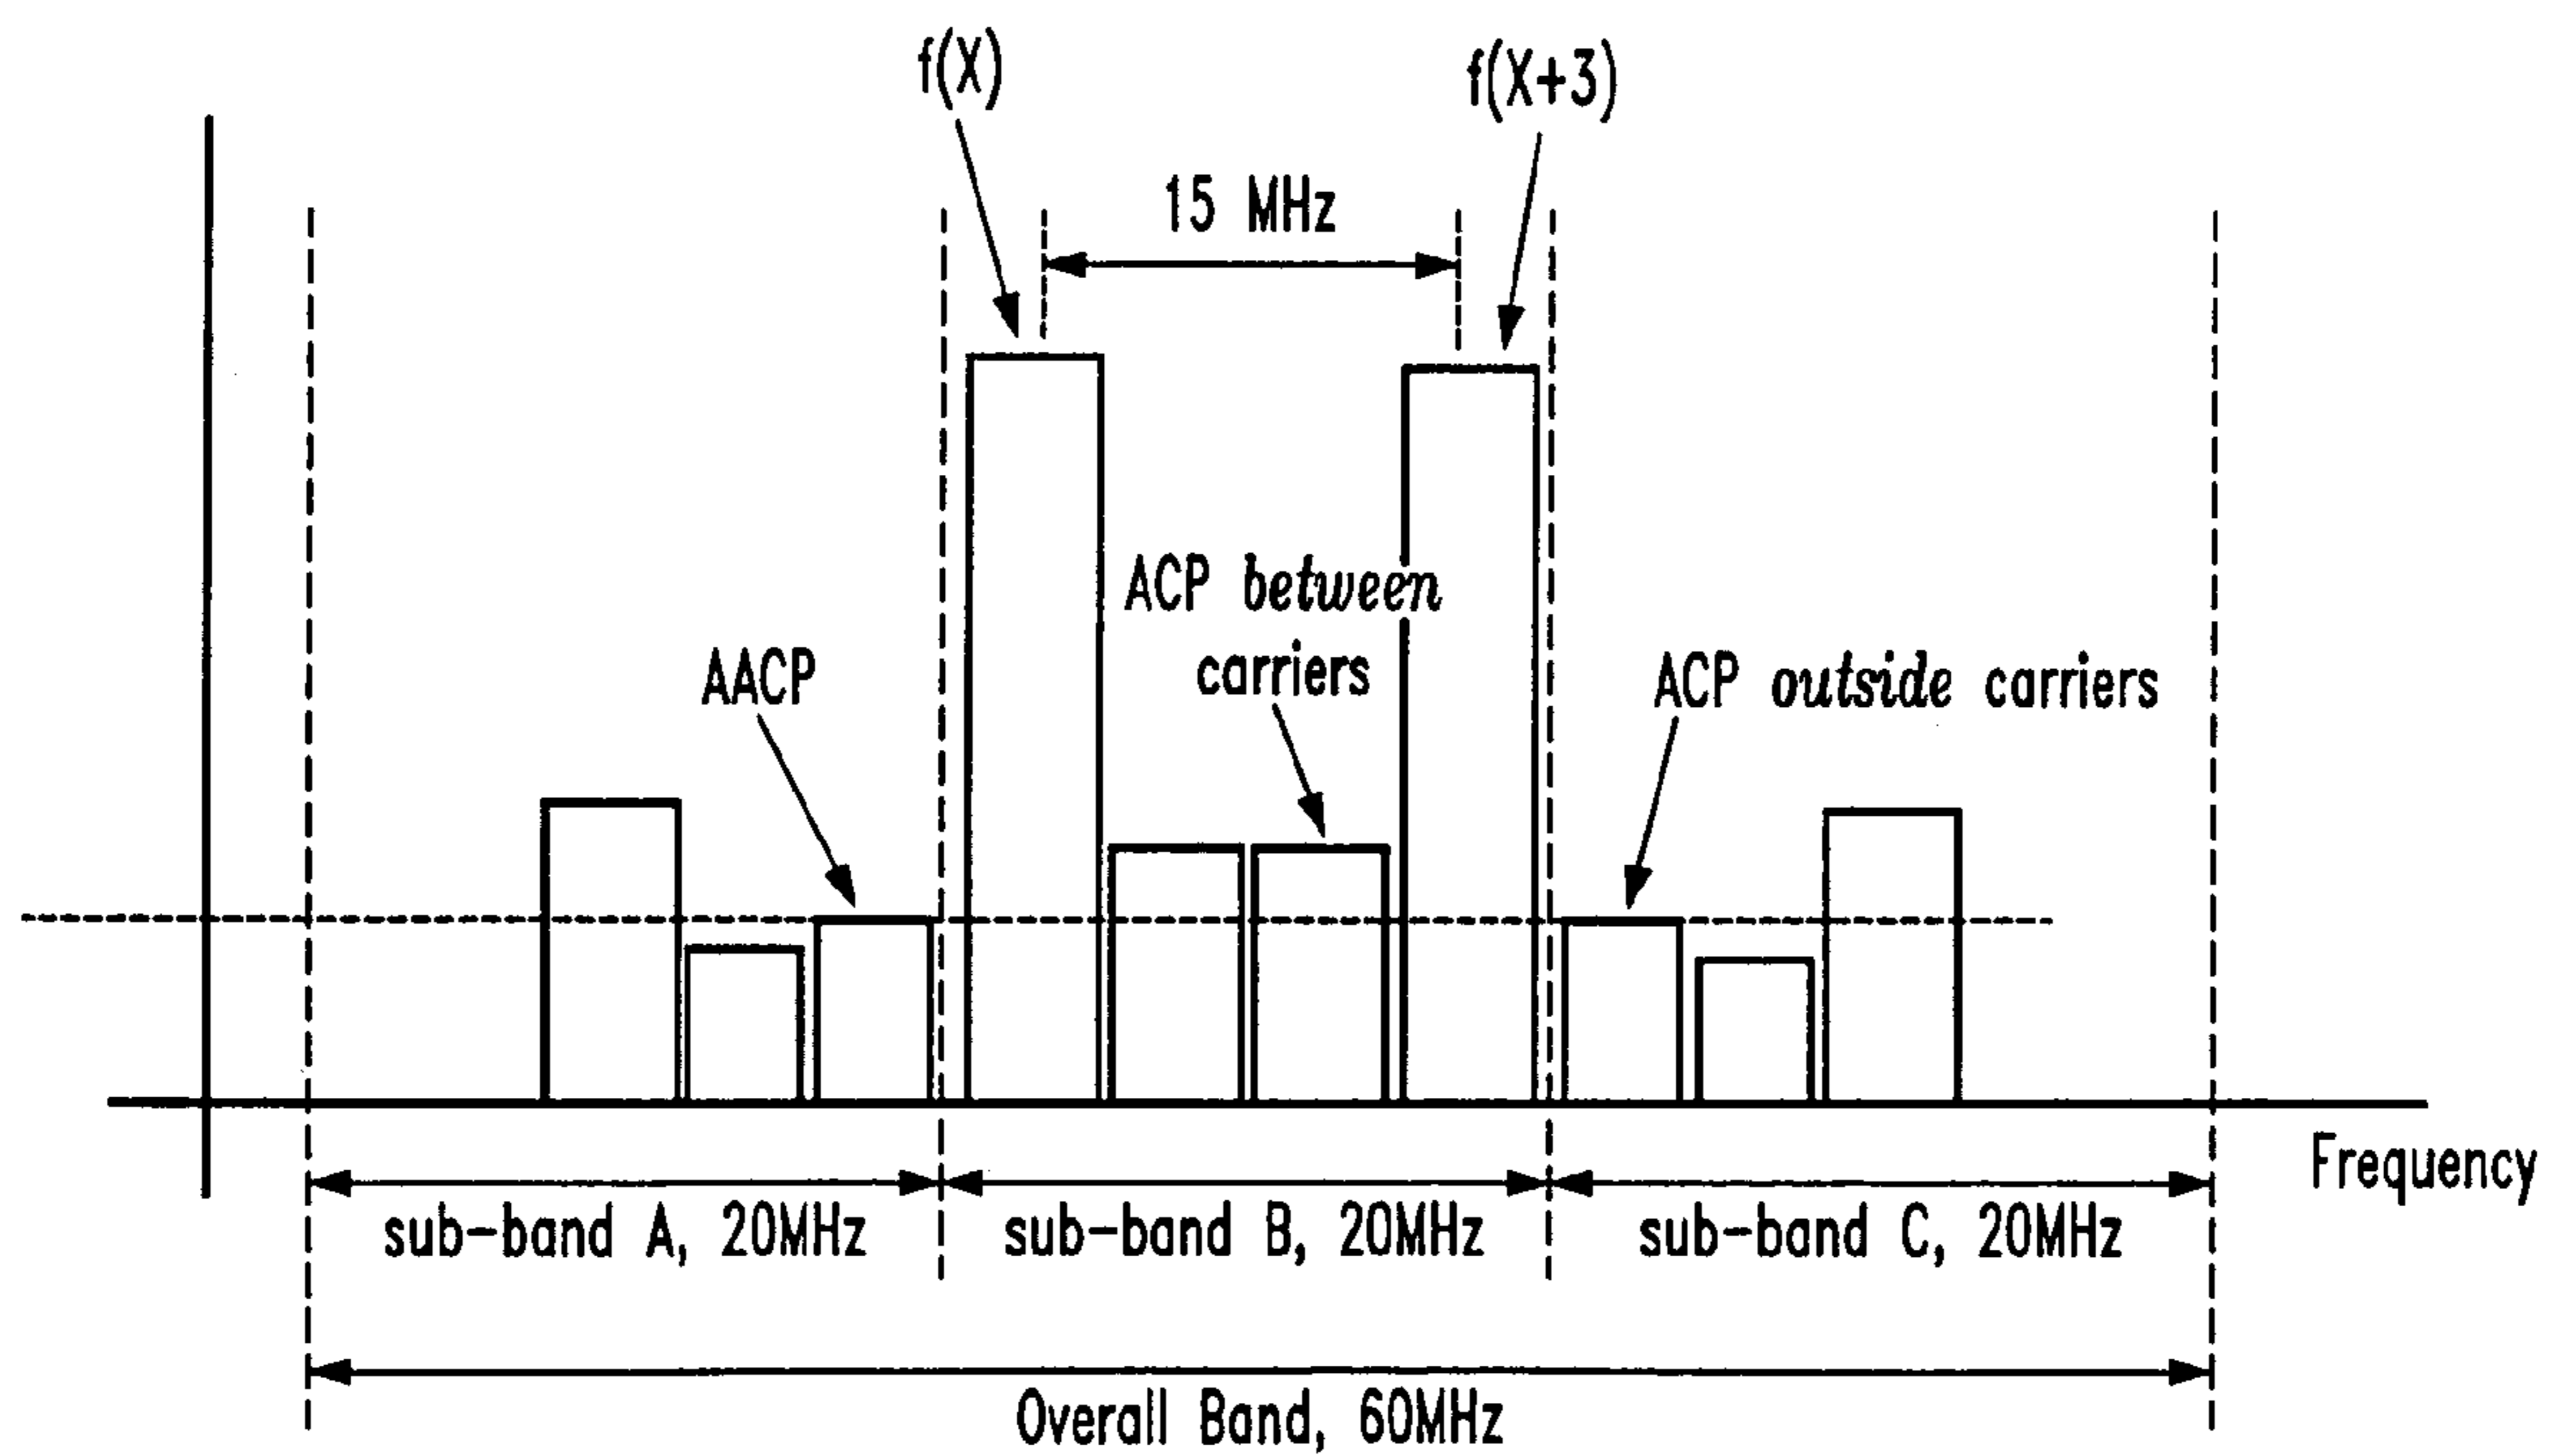 f(X)
f(X+3)
15 MHz
ACP between
carriers
AACP
ACP outside carriers
Frequency
sub-band A, 20MHz
sub-band B, 20MHz
sub-band C, 20MHz
Overall Band, 60MHz